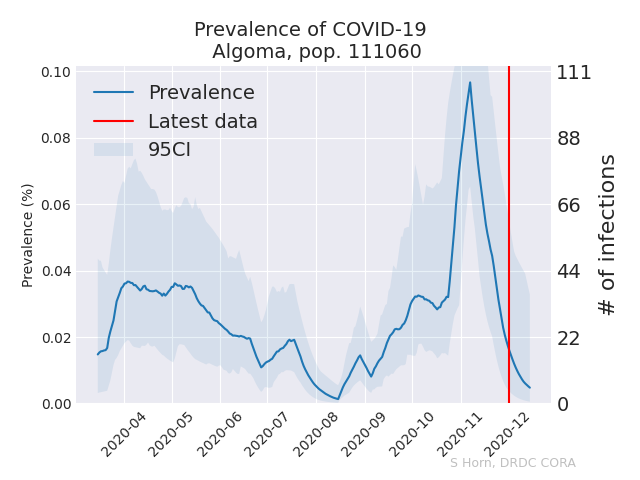 Prevalence of COVID-19
Algoma, pop. 111060
Prevalence
Latest data
95CI
Prevalence (%)
0.10
0.08
0.06
0.04
0.02
0.00
111
88
66
44
22
0
# of infections
2020-04
2020-05
2020-06
2020-07
2020-08
2020-09
2020-10
2020-11
2020-12
S Horn, DRDC CORA